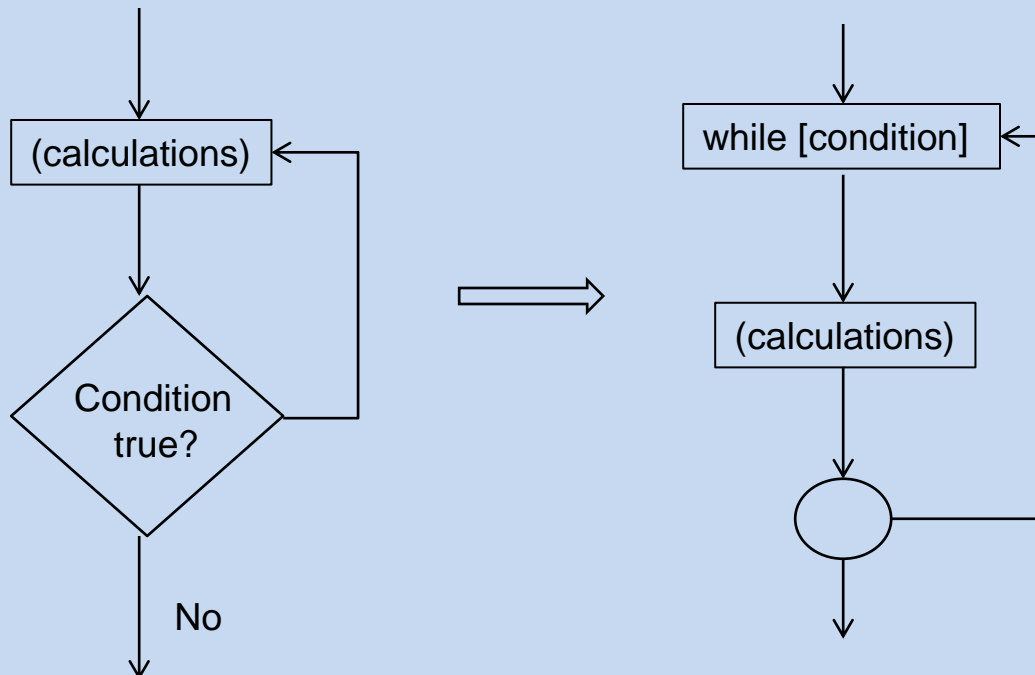 (calculations)
Condition
true?
No
while [condition]
(calculations)